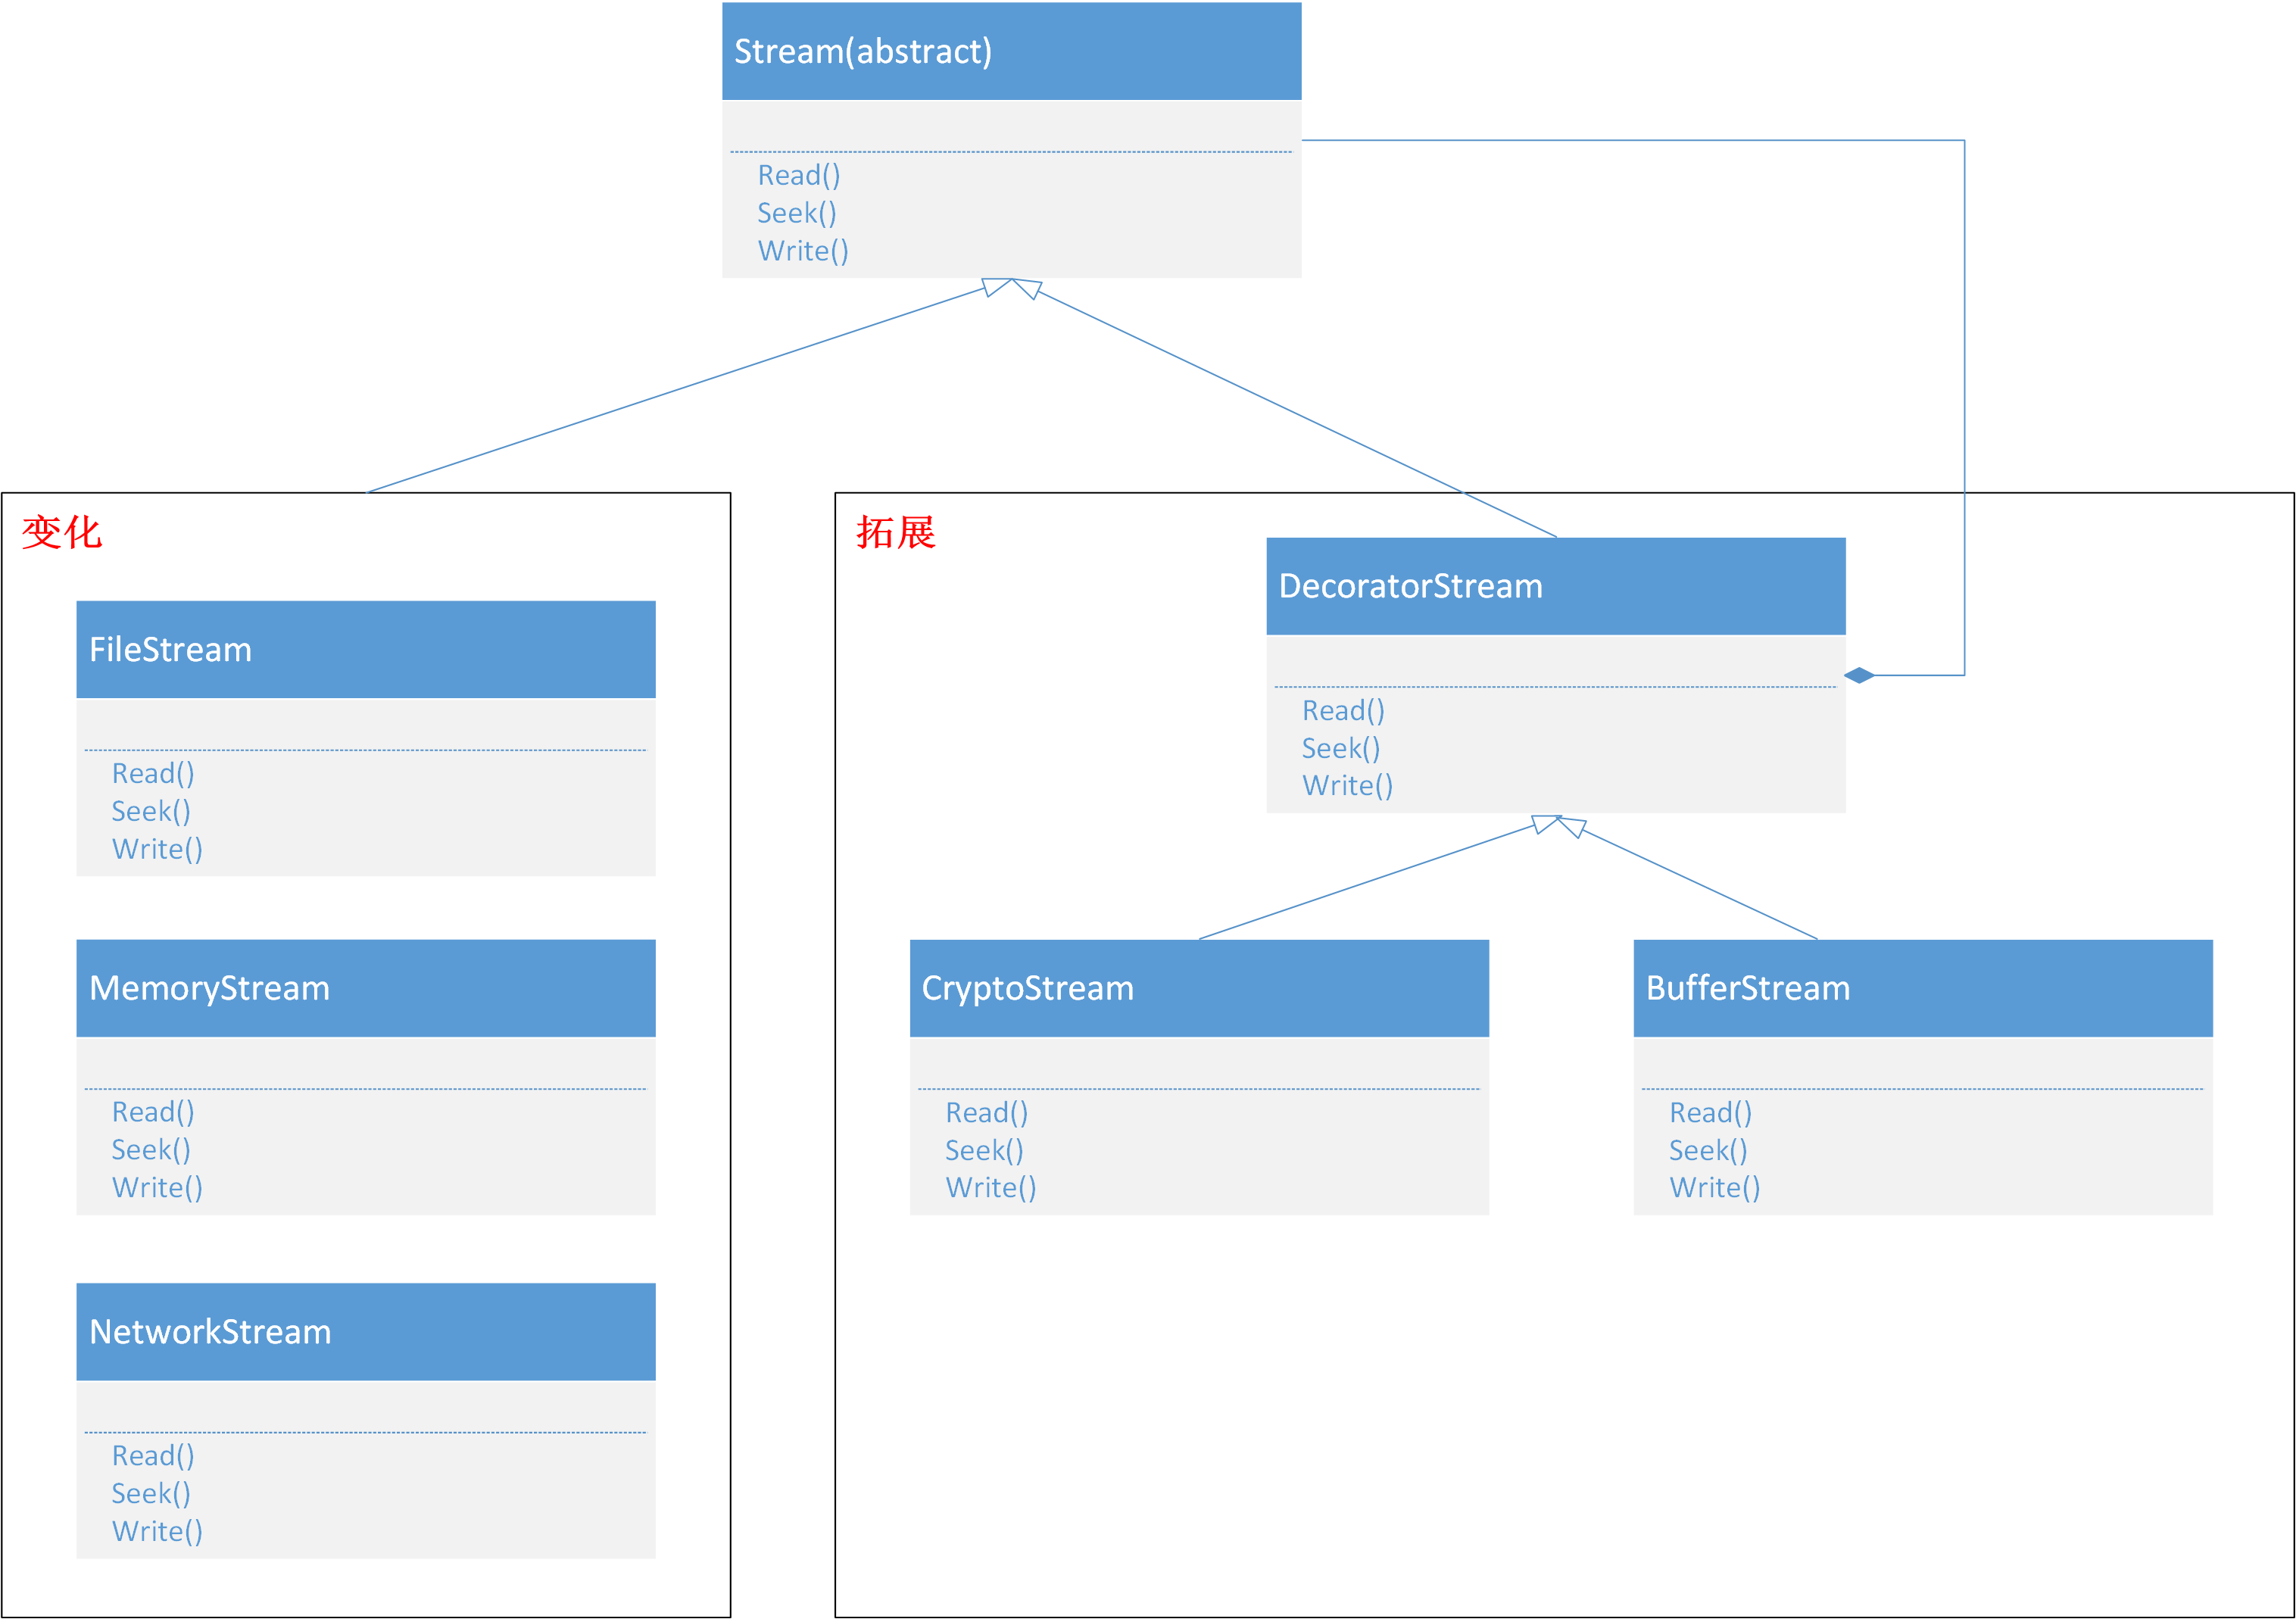 Stream(abstract)
Read()
Seek()
Write()
变化
FileStream
Read()
Seek()
Write()
MemoryStream
Read()
Seek()
Write()
NetworkStream
Read()
Seek()
Write()
拓展
DecoratorStream
Read()
Seek()
Write()
CryptoStream
Read()
Seek()
Write()
BufferStream
Read()
Seek()
Write()